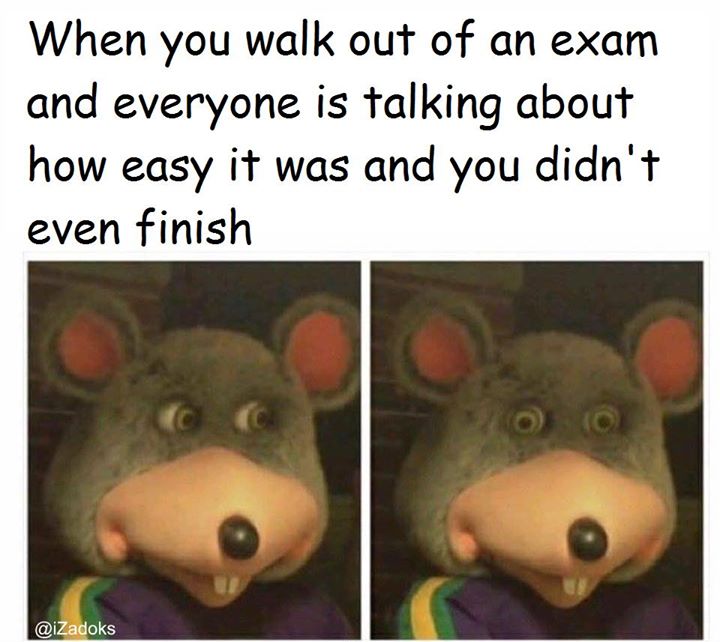 When you walk out of an exam
and everyone is talking about
how easy it was and you didn't
even finish
@iZadoks